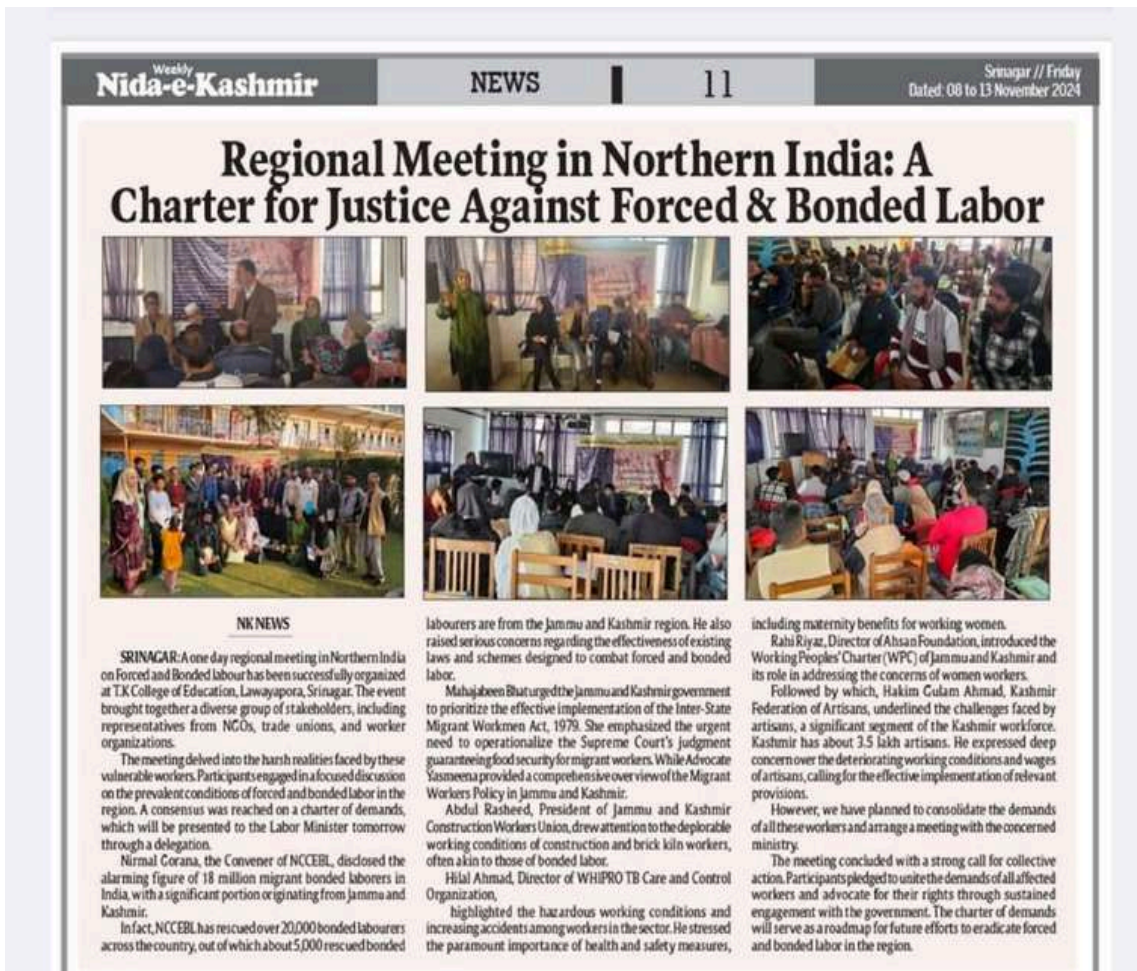 Weekly
Nida-e-Kashmir
NEWS
11
Srinagar // Friday
Dated: 08 to 13 November 2024
Regional Meeting in Northern India: A
Charter for Justice Against Forced & Bonded Labor
NK NEWS
SRINAGAR: A one day regional meeting in Northern India
on Forced and Bonded labour has been successfully organized
at T.K College of Education, Lawayapora, Srinagar. The event
brought together a diverse group of stakeholders, including
representatives from NGOs, trade unions, and worker
organizations.
The meeting delved into the harsh realities faced by these
vulnerable workers. Participants engaged in a focused discussion
on the prevalent conditions of forced and bonded labor in the
region. A consensus was reached on a charter of demands,
which will be presented to the Labor Minister tomorrow
through a delegation.
Nirmal Gorana, the Convener of NCCEBL, disclosed the
alarming figure of 18 million migrant bonded laborers in
India, with a significant portion originating from Jammu and
Kashmir.
Infact, NCCEBL has rescued over 20,000 bonded labourers
across the country, out of which about 5,000 rescued bonded
labourers are from the Jammu and Kashmir region. He also
raised serious concerns regarding the effectiveness of existing
laws and schemes designed to combat forced and bonded
labor.
Mahajabeen Bhat urged the Jammu and Kashmir government
to prioritize the effective implementation of the Inter-State
Migrant Workmen Act, 1979. She emphasized the urgent
need to operationalize the Supreme Court's judgment
guaranteeing food security for migrant workers. While Advocate
Yasmeena provided a comprehensive overview of the Migrant
Workers Policy in Jammu and Kashmir.
Abdul Rasheed, President of Jammu and Kashmir
Construction Workers Union, drew attention to the deplorable
working conditions of construction and brick kiln workers,
often akin to those of bonded labor.
Hilal Ahmad, Director of WHIPRO TB Care and Control
Organization,
highlighted the hazardous working conditions and
increasing accidents among workers in the sector. He stressed
the paramount importance of health and safety measures,
including maternity benefits for working women.
Rahi Riyaz, Director of Ahsan Foundation, introduced the
Working Peoples' Charter (WPC) of Jammu and Kashmir and
its role in addressing the concerns of women workers.
Followed by which, Hakim Gulam Ahmad, Kashmir
Federation of Artisans, underlined the challenges faced by
artisans, a significant segment of the Kashmir workforce.
Kashmir has about 3.5 lakh artisans. He expressed deep
concern over the deteriorating working conditions and wages
of artisans, calling for the effective implementation of relevant
provisions.
However, we have planned to consolidate the demands
of all these workers and arrange a meeting with the concerned
ministry.
The meeting concluded with a strong call for collective
action. Participants pledged to unite the demands of all affected
workers and advocate for their rights through sustained
engagement with the government. The charter of demands
will serve as a roadmap for future efforts to eradicate forced
and bonded labor in the region.